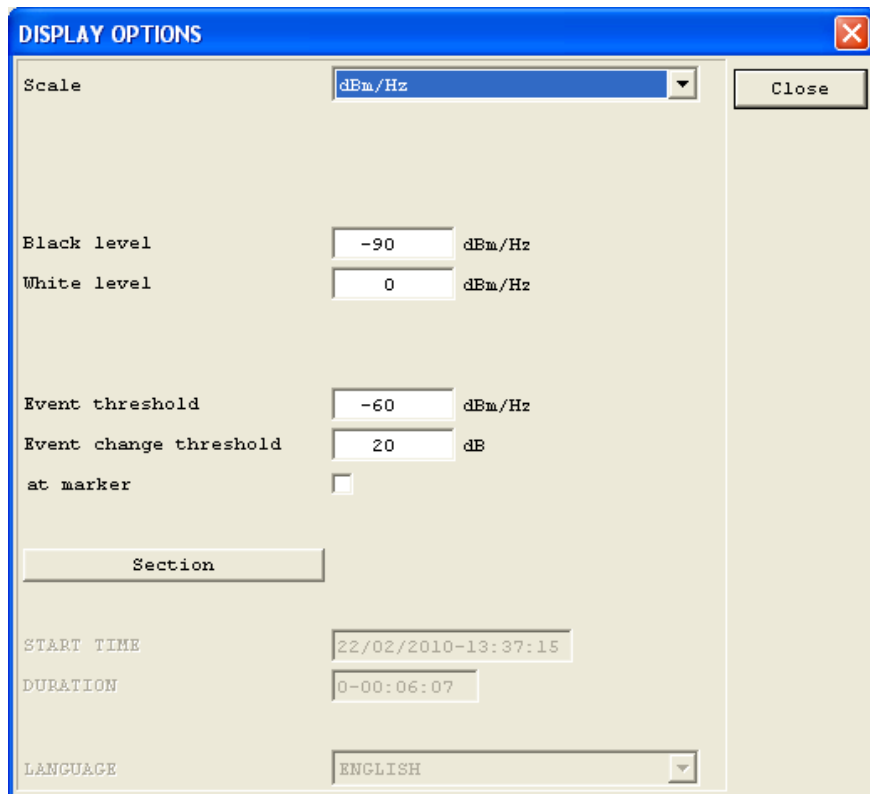 DISPLAY OPTIONS
Scale dBm/Hz Close
Black level -90 dBm/Hz
White level 0 dBm/Hz
Event threshold -60 dBm/Hz
Event change threshold 20 dB
at marker
Section
START TIME 22/02/2010-13:37:15
DURATION 0-00:06:07
LANGUAGE ENGLISH